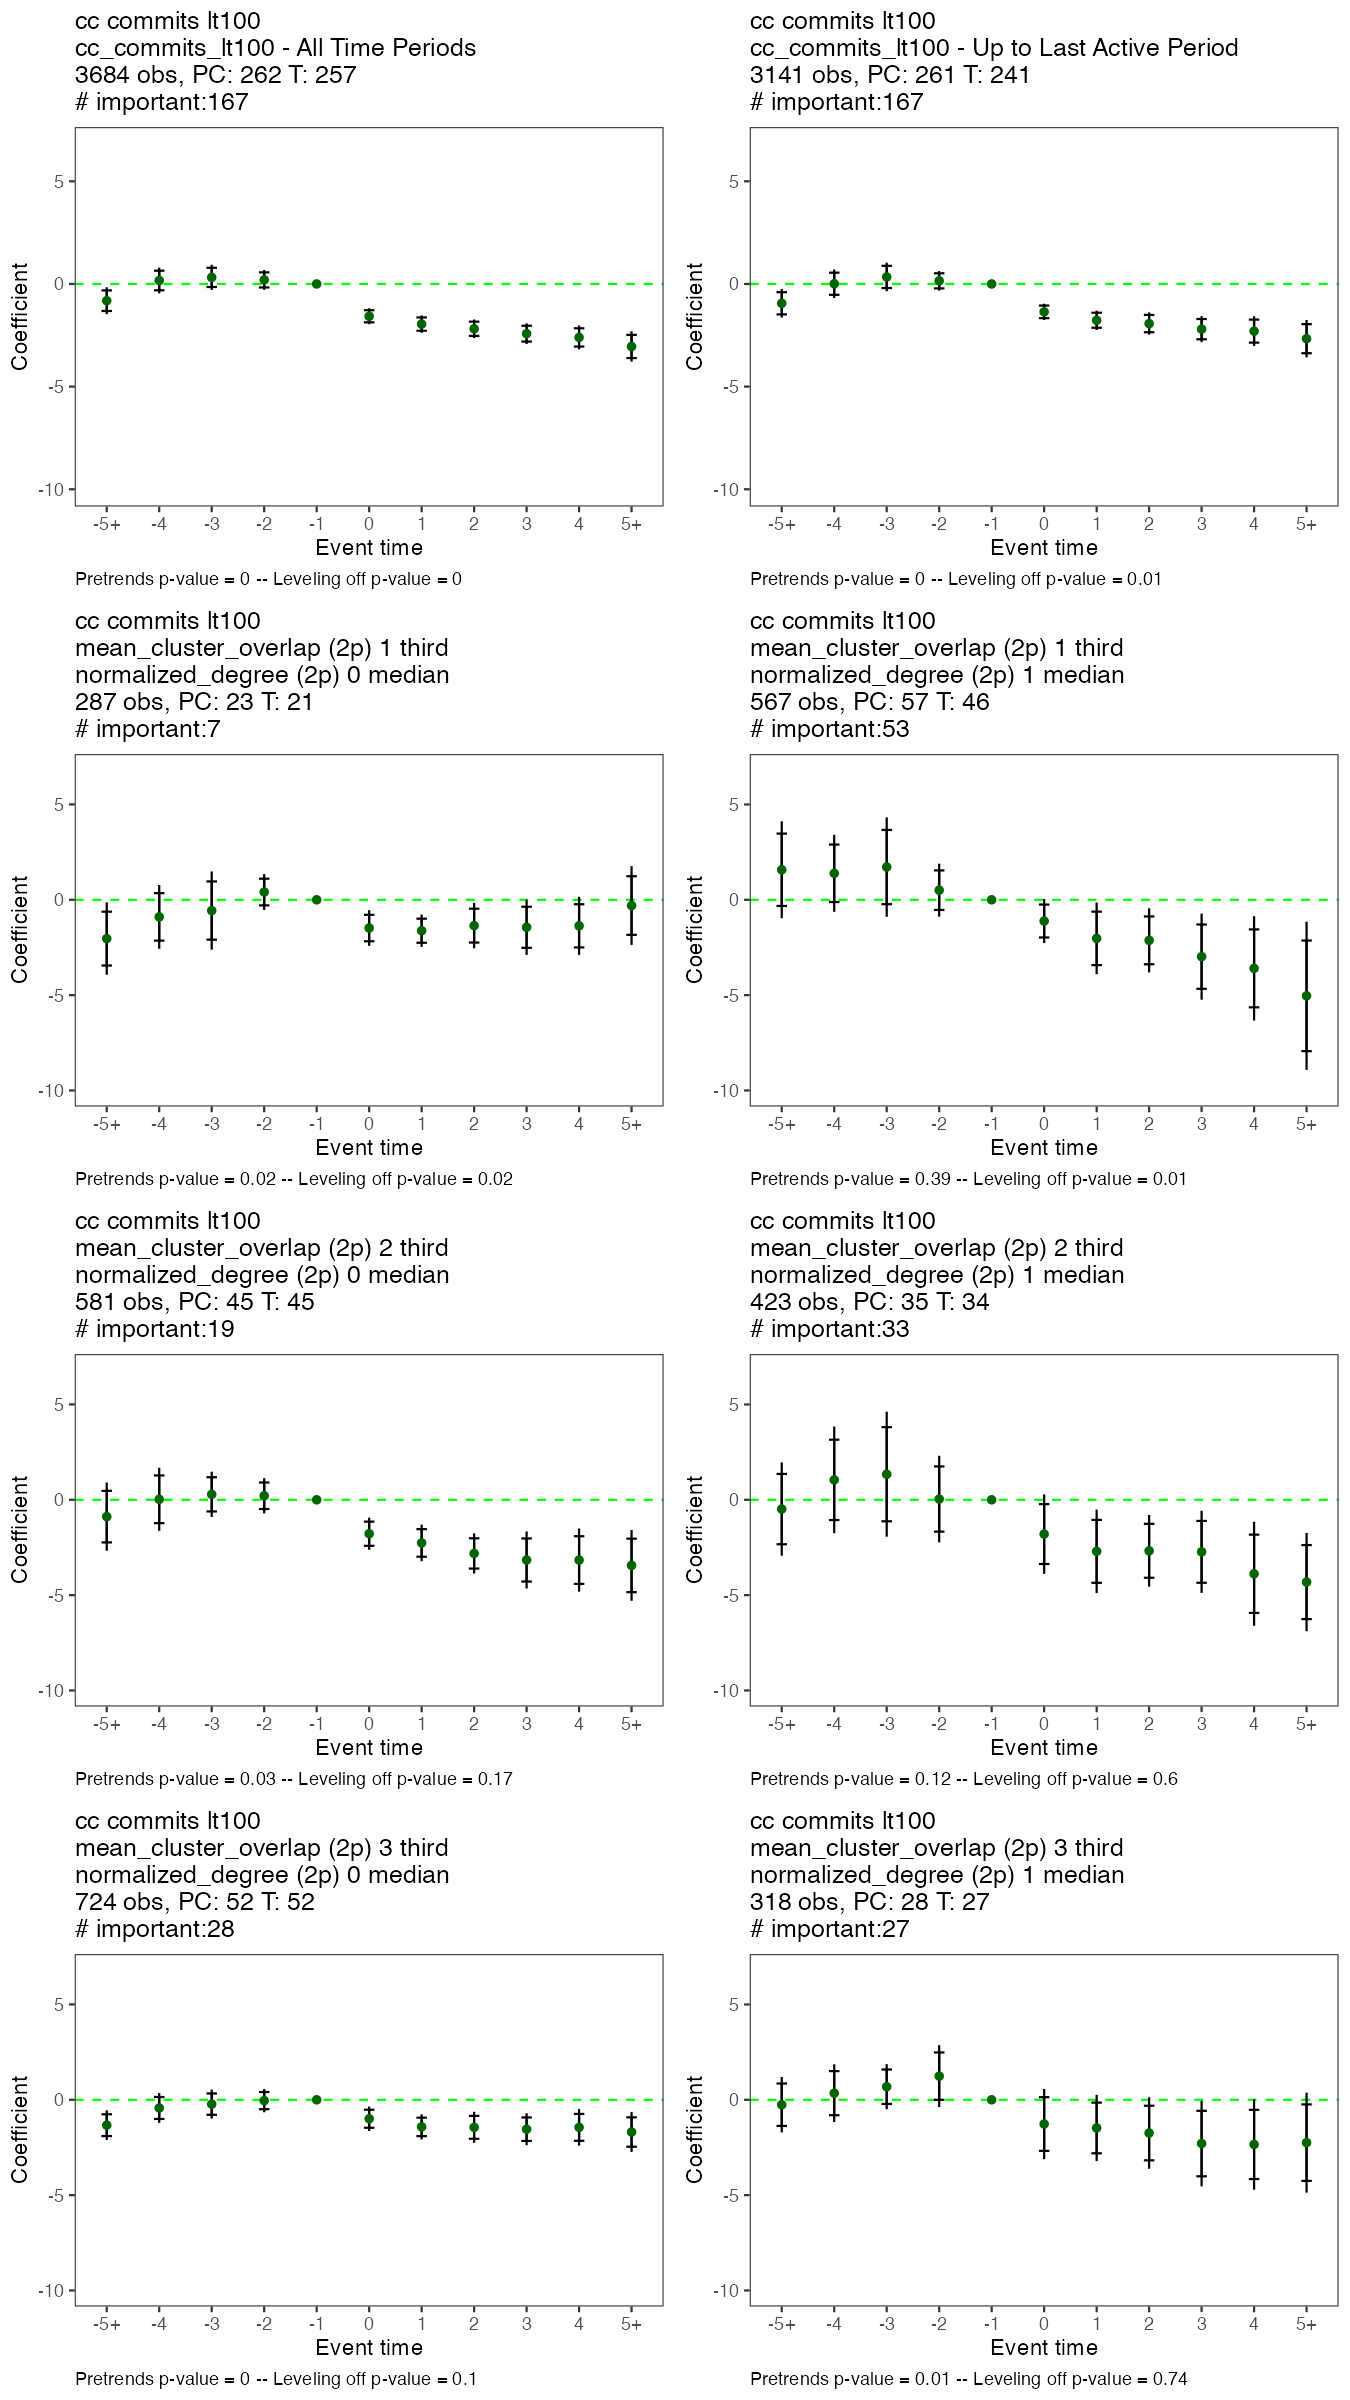 cc commits lt100
cc_commits_lt100 - All Time Periods
3684 obs, PC: 262 T: 257
# important:167
5
0
-5
-10
Coefficient
-5+ -4 -3 -2 -1 0 1 2 3 4 5+
Event time
Pretrends p-value = 0 -- Leveling off p-value = 0
cc commits lt100
cc_commits_lt100 - Up to Last Active Period
3141 obs, PC: 261 T: 241
# important:167
5
0
-5
-10
Coefficient
-5+ -4 -3 -2 -1 0 1 2 3 4 5+
Event time
Pretrends p-value = 0 -- Leveling off p-value = 0.01
cc commits lt100
mean_cluster_overlap (2p) 1 third
normalized_degree (2p) 0 median
287 obs, PC: 23 T: 21
# important:7
5
0
-5
-10
Coefficient
-5+ -4 -3 -2 -1 0 1 2 3 4 5+
Event time
Pretrends p-value = 0.02 -- Leveling off p-value = 0.02
cc commits lt100
mean_cluster_overlap (2p) 1 third
normalized_degree (2p) 1 median
567 obs, PC: 57 T: 46
# important:53
5
0
-5
-10
Coefficient
-5+ -4 -3 -2 -1 0 1 2 3 4 5+
Event time
Pretrends p-value = 0.39 -- Leveling off p-value = 0.01
cc commits lt100
mean_cluster_overlap (2p) 2 third
normalized_degree (2p) 0 median
581 obs, PC: 45 T: 45
# important:19
5
0
-5
-10
Coefficient
-5+ -4 -3 -2 -1 0 1 2 3 4 5+
Event time
Pretrends p-value = 0.03 -- Leveling off p-value = 0.17
cc commits lt100
mean_cluster_overlap (2p) 2 third
normalized_degree (2p) 1 median
423 obs, PC: 35 T: 34
# important:33
5
0
-5
-10
Coefficient
-5+ -4 -3 -2 -1 0 1 2 3 4 5+
Event time
Pretrends p-value = 0.12 -- Leveling off p-value = 0.6
cc commits lt100
mean_cluster_overlap (2p) 3 third
normalized_degree (2p) 0 median
724 obs, PC: 52 T: 52
# important:28
5
0
-5
-10
Coefficient
-5+ -4 -3 -2 -1 0 1 2 3 4 5+
Event time
Pretrends p-value = 0 -- Leveling off p-value = 0.1
cc commits lt100
mean_cluster_overlap (2p) 3 third
normalized_degree (2p) 1 median
318 obs, PC: 28 T: 27
# important:27
5
0
-5
-10
Coefficient
-5+ -4 -3 -2 -1 0 1 2 3 4 5+
Event time
Pretrends p-value = 0.01 -- Leveling off p-value = 0.74